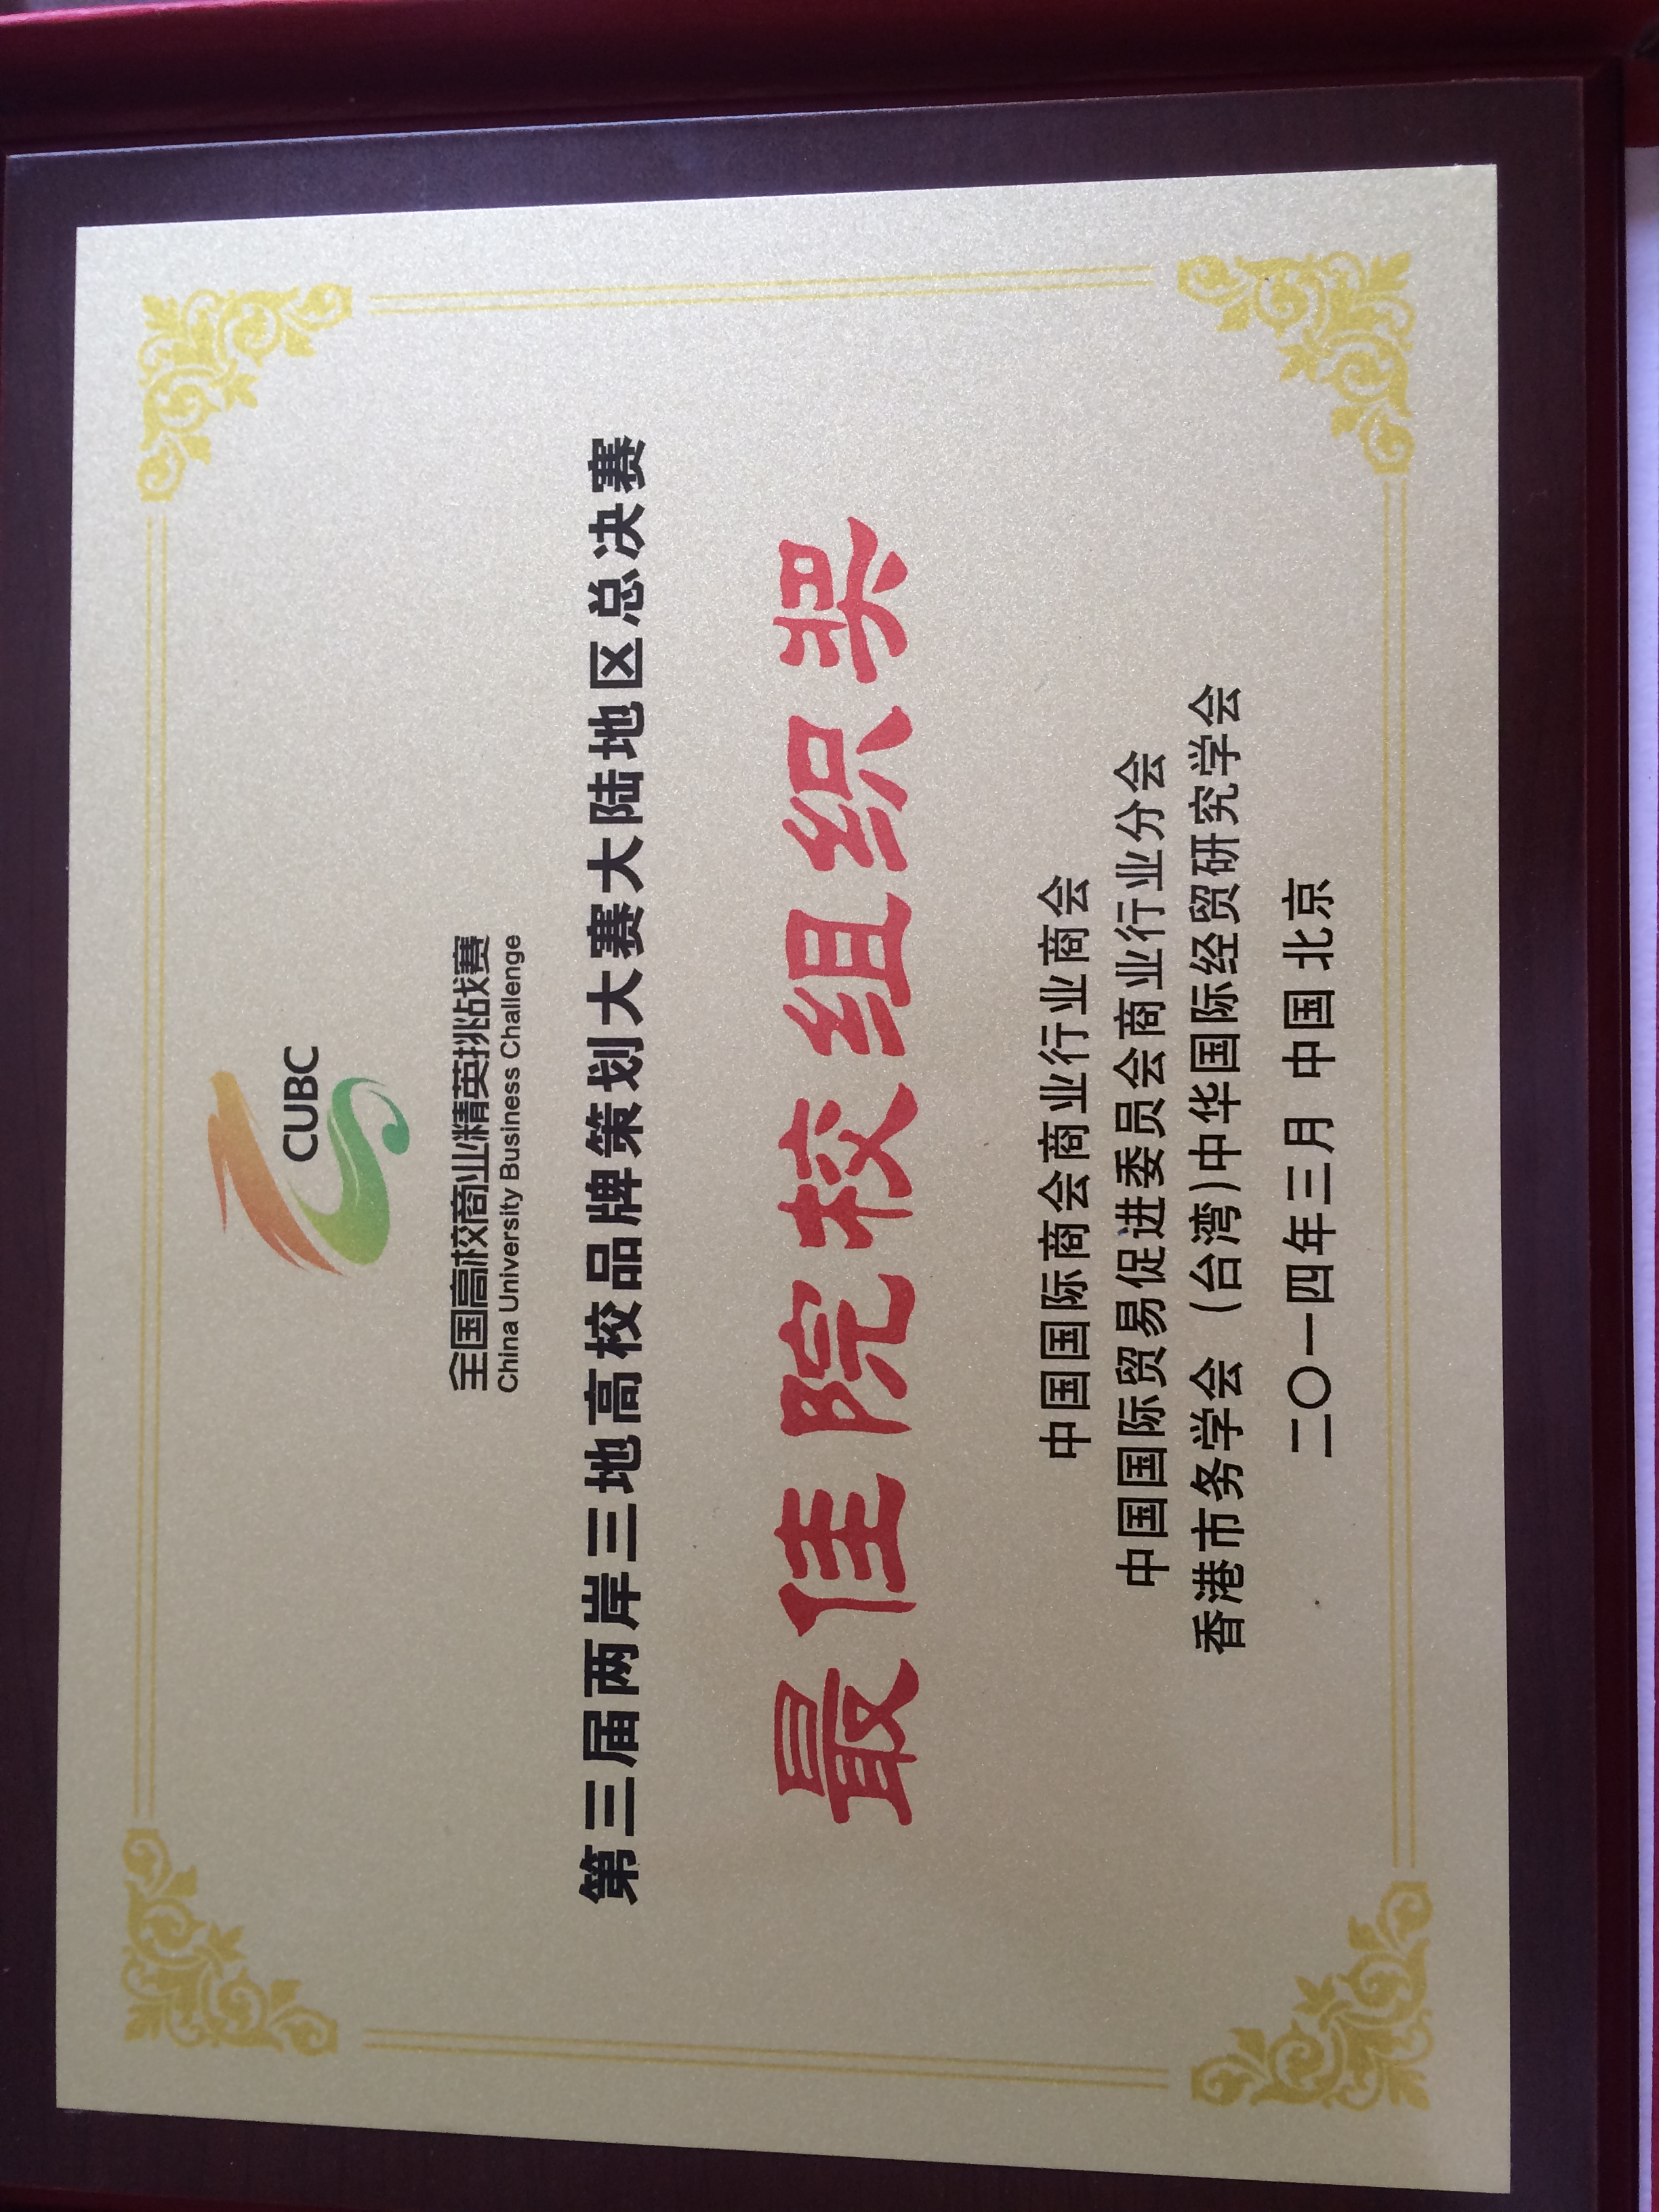 CUBC
全国高校商业精英挑战赛
China University Business Challenge
第三届两岸三地高校品牌策划大赛大陆地区总决赛
最佳院校组织奖
中国国际商会商业行业商会
中国国际贸易促进委员会商业行业分会
香港市务学会 (台湾)中华国际经贸研究学会
二〇一四年三月 中国 北京